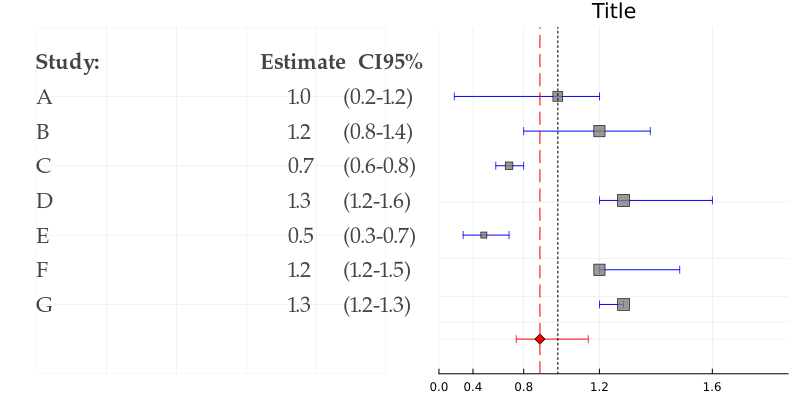 Title
Study: Estimate CI95%
A 1.0 (0.2-1.2)
B 1.2 (0.8-1.4)
C 0.7 (0.6-0.8)
D 1.3 (1.2-1.6)
E 0.5 (0.3-0.7)
F 1.2 (1.2-1.5)
G 1.3 (1.2-1.3)
0.0 0.4 0.8 1.2 1.6